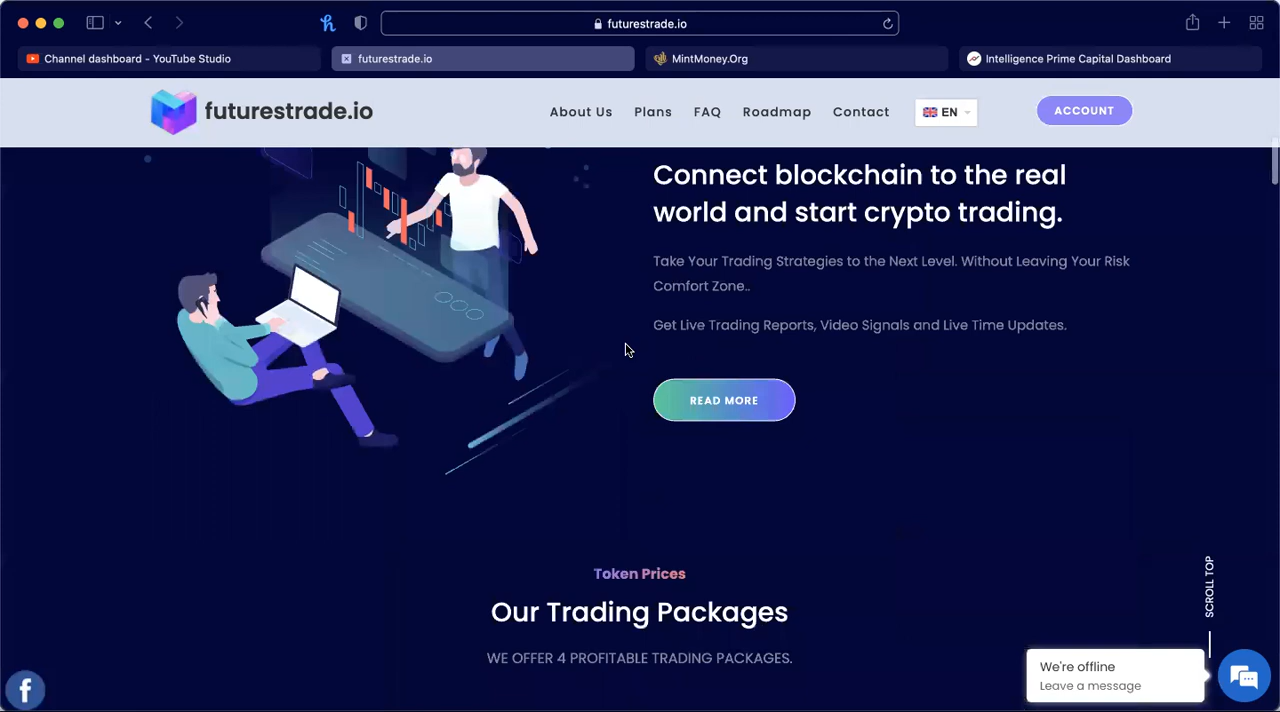 futurestrade.io
Channel dashboard - YouTube Studio
futurestrade.io
MintMoney.Org
Intelligence Prime Capital Dashboard
futurestrade.io
About Us
Plans
FAQ
Roadmap
Contact
EN
ACCOUNT
Connect blockchain to the real
world and start crypto trading.
Take Your Trading Strategies to the Next Level. Without Leaving Your Risk
Comfort Zone..
Get Live Trading Reports, Video Signals and Live Time Updates.
READ MORE
Token Prices
Our Trading Packages
WE OFFER 4 PROFITABLE TRADING PACKAGES.
SCROLL TOP
We're offline
Leave a message